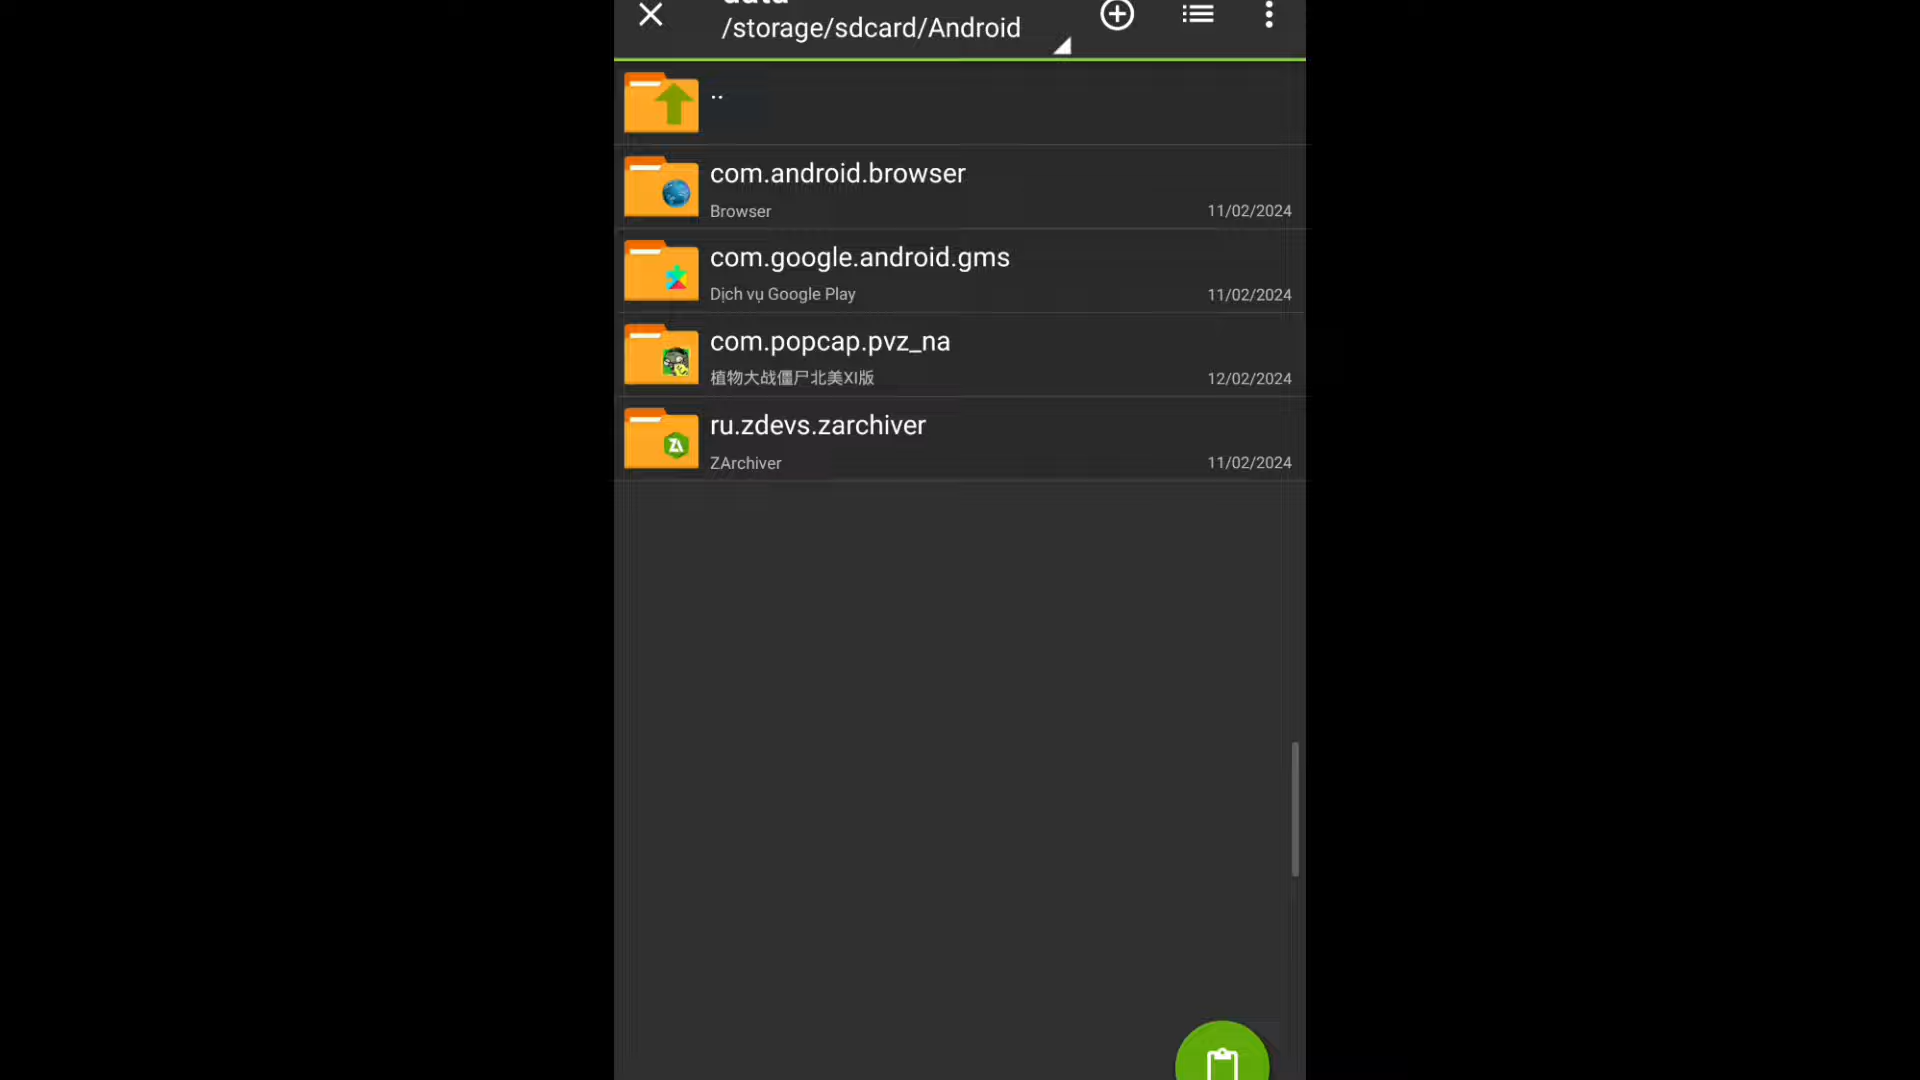 data
/storage/sdcard/Android
..
com.android.browser
Browser
11/02/2024
com.google.android.gms
Dịch vụ Google Play
11/02/2024
com.popcap.pvz_na
植物大战僵尸北美XI版
12/02/2024
ru.zdevs.zarchiver
ZArchiver
11/02/2024